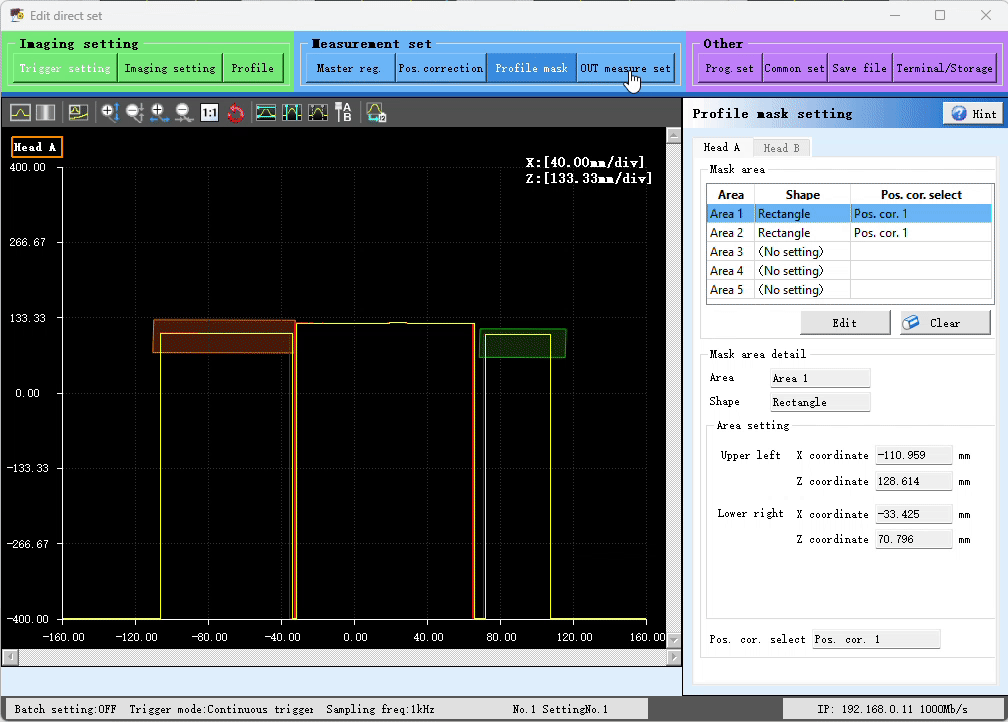 Edit direct set
Imaging setting
Trigger setting Imaging setting Profile
Measurement set
Master reg. Pos.correction Profile mask OUT measure set
Other
Prog.set Common set Save file Terminal/Storage
1:1 A B
Profile mask setting
Hint
Head A
X:[40.00mm/div]
Z:[133.33mm/div]
400.00
266.67
133.33
0.00
-133.33
-266.67
-400.00
-160.00 -120.00 -80.00 -40.00 0.00 40.00 80.00 120.00 160.00
Head A Head B
Mask area
Area Shape Pos. cor. select
Area 1 Rectangle Pos. cor. 1
Area 2 Rectangle Pos. cor. 1
Area 3 (No setting)
Area 4 (No setting)
Area 5 (No setting)
Edit Clear
Mask area detail
Area Area 1
Shape Rectangle
Area setting
Upper left X coordinate -110.959 mm
Z coordinate 128.614 mm
Lower right X coordinate -33.425 mm
Z coordinate 70.796 mm
Pos. cor. select Pos. cor. 1
Batch setting:OFF Trigger mode:Continuous trigger Sampling freq:1kHz No.1 SettingNo.1 IP: 192.168.0.11 1000Mb/s